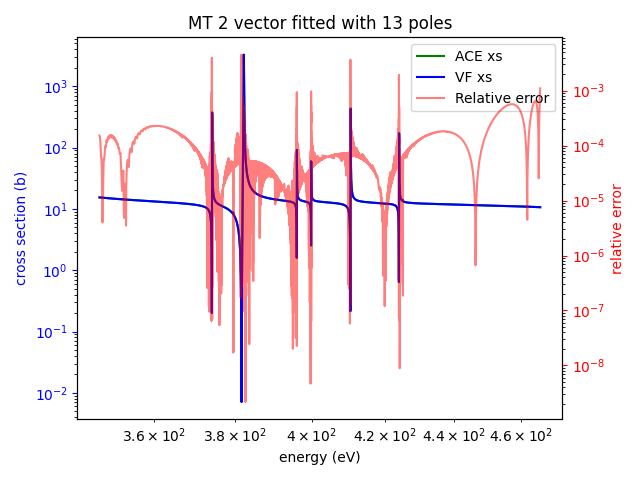 MT 2 vector fitted with 13 poles
ACE xs
VF xs
Relative error
cross section (b)
10³
10²
10¹
10⁰
10⁻¹
10⁻²
10⁻³
10⁻⁴
10⁻⁵
10⁻⁶
10⁻⁷
10⁻⁸
relative error
3.6 × 10² 3.8 × 10² 4 × 10² 4.2 × 10² 4.4 × 10² 4.6 × 10²
energy (eV)